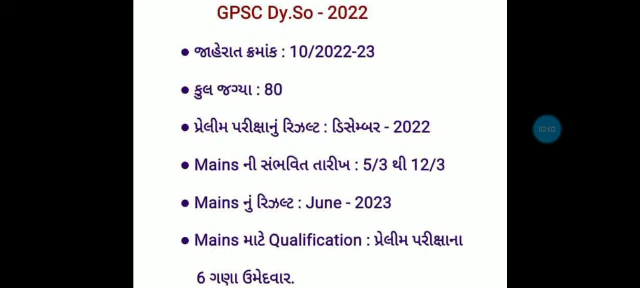 GPSC Dy.So - 2022
● જાહેરાત ક્રમાંક : 10/2022-23
● કુલ જગ્યા : 80
● પ્રેલીમ પરીક્ષાનું રિઝલ્ટ : ડિસેમ્બર - 2022
● Mains ની સંભવિત તારીખ : 5/3 થી 12/3
● Mains નું રિઝલ્ટ : June - 2023
● Mains માટે Qualification : પ્રેલીમ પરીક્ષાના
6 ગણા ઉમેદવાર.